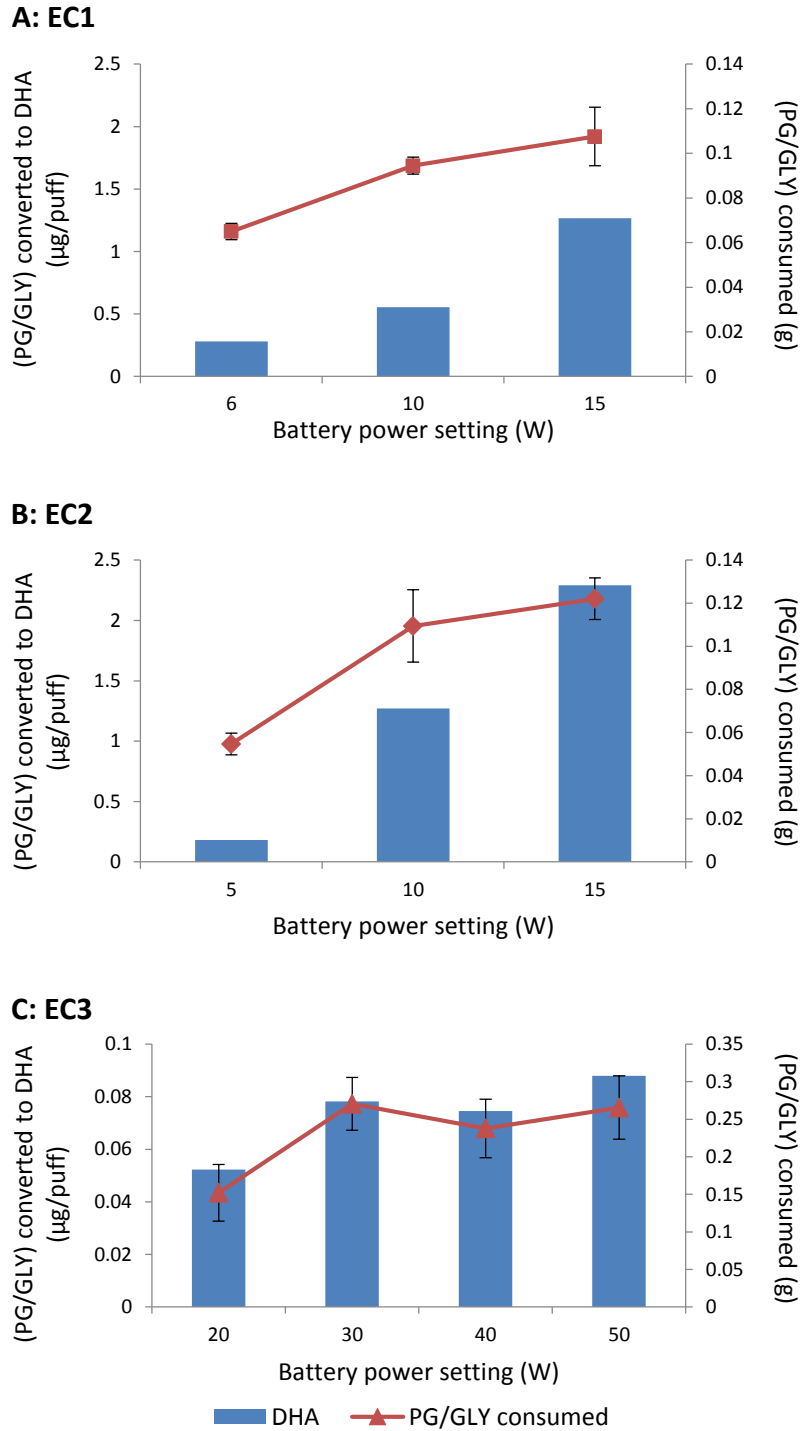 A: EC1
(PG/GLY) converted to DHA
(µg/puff)
2.5
2
1.5
1
0.5
0
0.14
0.12
0.1
0.08
0.06
0.04
0.02
0
(PG/GLY) consumed (g)
6 10 15
Battery power setting (W)
B: EC2
(PG/GLY) converted to DHA
(µg/puff)
2.5
2
1.5
1
0.5
0
0.14
0.12
0.1
0.08
0.06
0.04
0.02
0
(PG/GLY) consumed (g)
5 10 15
Battery power setting (W)
C: EC3
(PG/GLY) converted to DHA
(µg/puff)
0.1
0.08
0.06
0.04
0.02
0
0.35
0.3
0.25
0.2
0.15
0.1
0.05
0
(PG/GLY) consumed (g)
20 30 40 50
Battery power setting (W)
DHA PG/GLY consumed